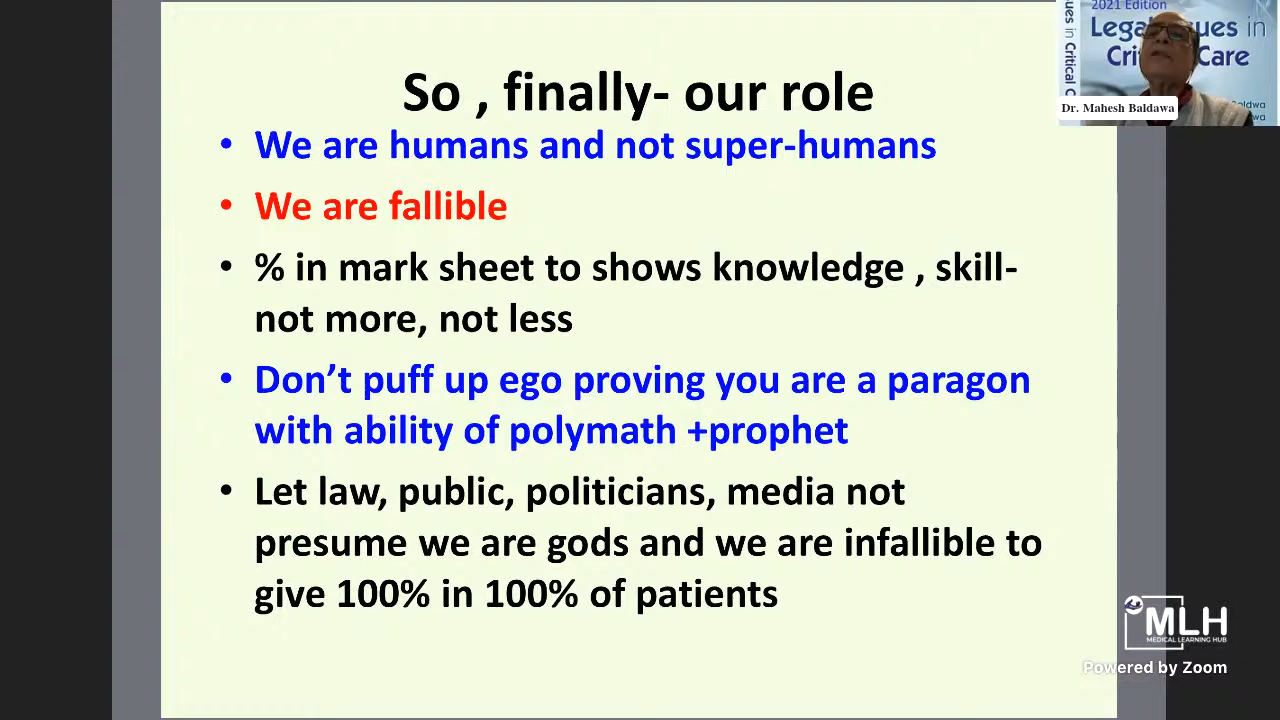 2021 Edition
Legal Issues in
Critical Care
ues in Critical C
Dr. Mahesh Baldawa
So , finally- our role
• We are humans and not super-humans
• We are fallible
• % in mark sheet to shows knowledge , skill-
not more, not less
• Don’t puff up ego proving you are a paragon
with ability of polymath +prophet
• Let law, public, politicians, media not
presume we are gods and we are infallible to
give 100% in 100% of patients
MLH
MEDICAL LEARNING HUB
Powered by Zoom